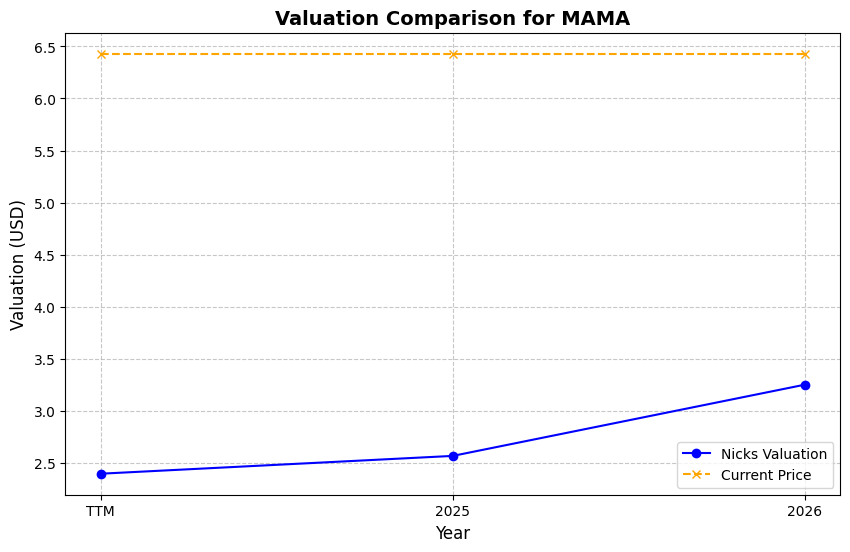 Valuation Comparison for MAMA
Valuation (USD)
6.5
6.0
5.5
5.0
4.5
4.0
3.5
3.0
2.5
TTM
2025
2026
Year
Nicks Valuation
Current Price